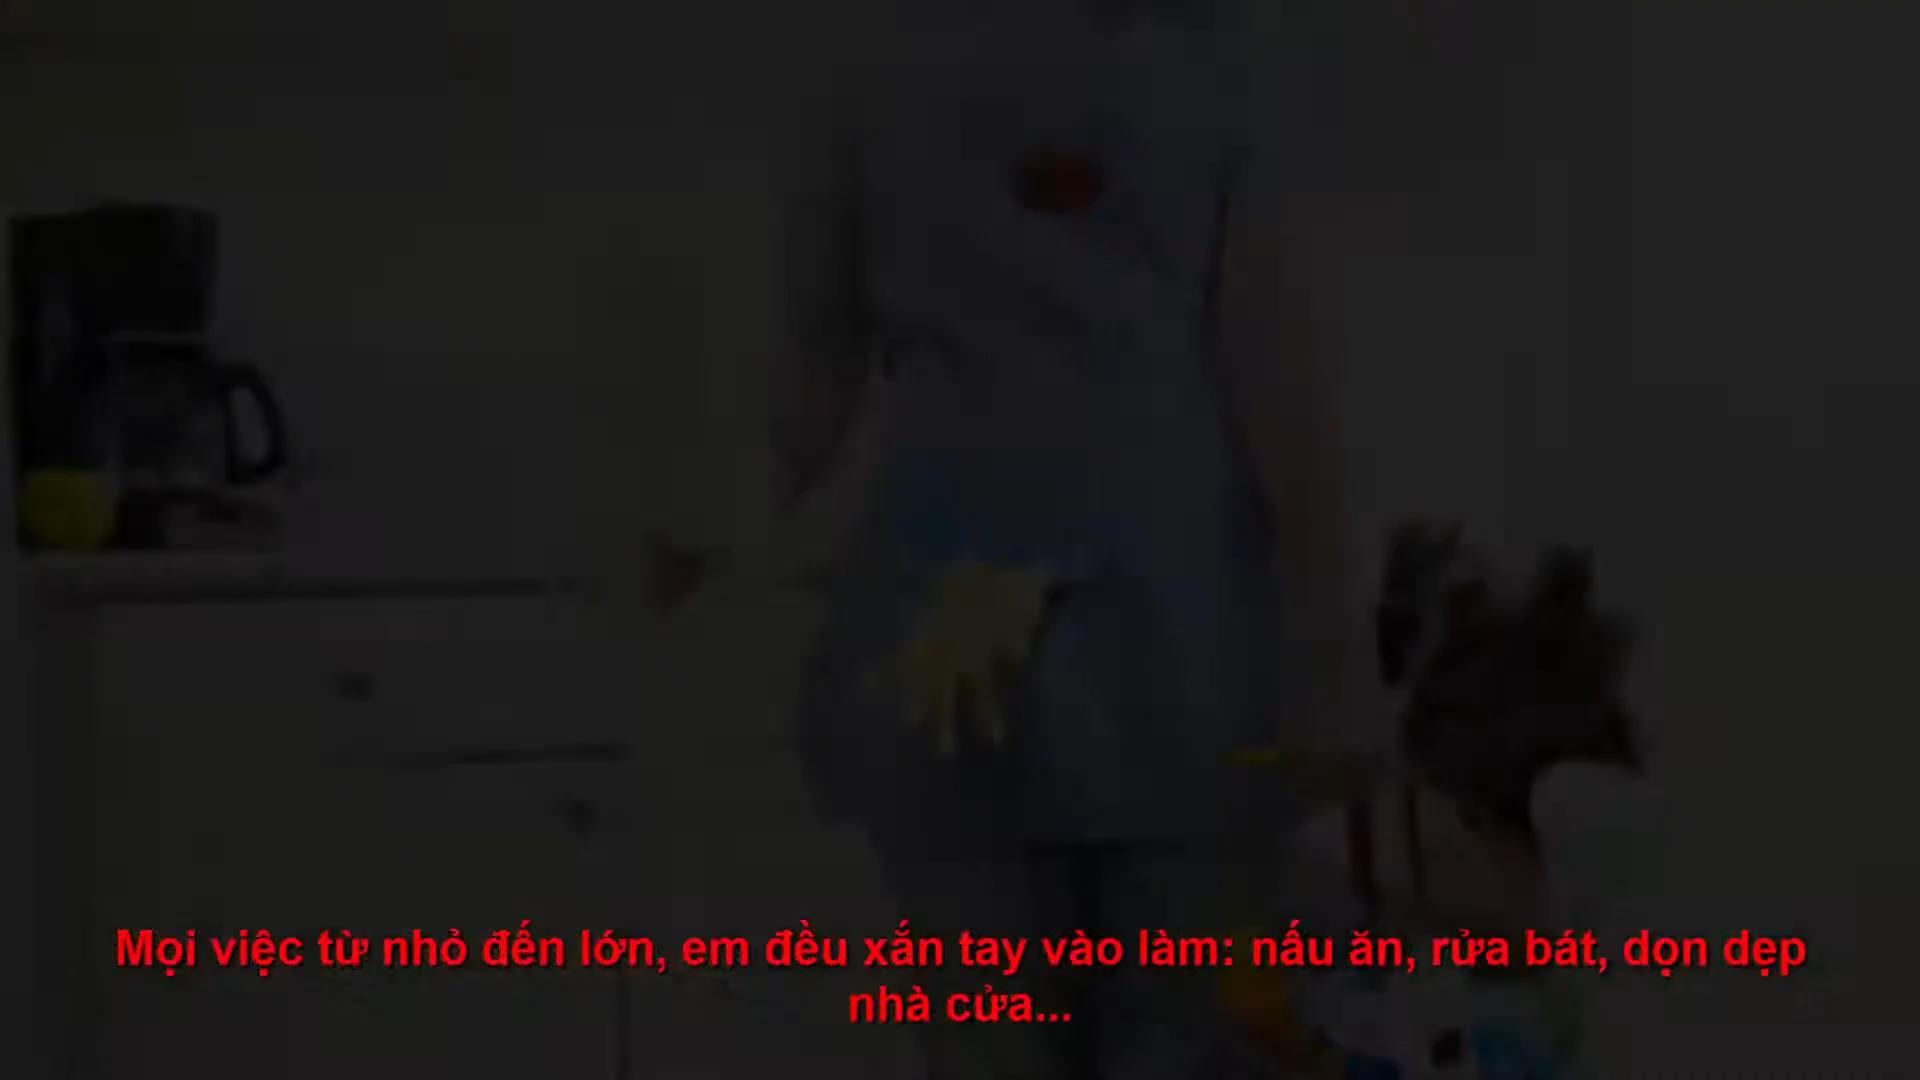 Mọi việc từ nhỏ đến lớn, em đều xắn tay vào làm: nấu ăn, rửa bát, dọn dẹp
nhà cửa...